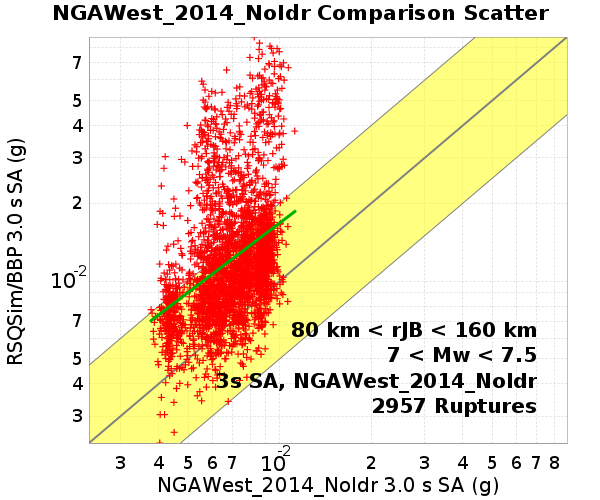 NGAWest_2014_NoIdr Comparison Scatter
RSQSim/BBP 3.0 s SA (g)
7
5
4
3
2
10-2
7
5
4
3
80 km < rJB < 160 km
7 < Mw < 7.5
3s SA, NGAWest_2014_NoIdr
2957 Ruptures
3 4 5 6 7 10-2 2 3 4 5 6 7 8
NGAWest_2014_NoIdr 3.0 s SA (g)